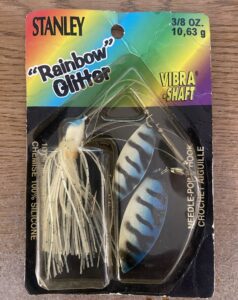 STANLEY
3/8 OZ.
10,63 g
"Rainbow"
Glitter
VIBRA
SHAFT
100% SILICONE
NEEDLE-POINT HOOK
CROCHET AIGUILLE